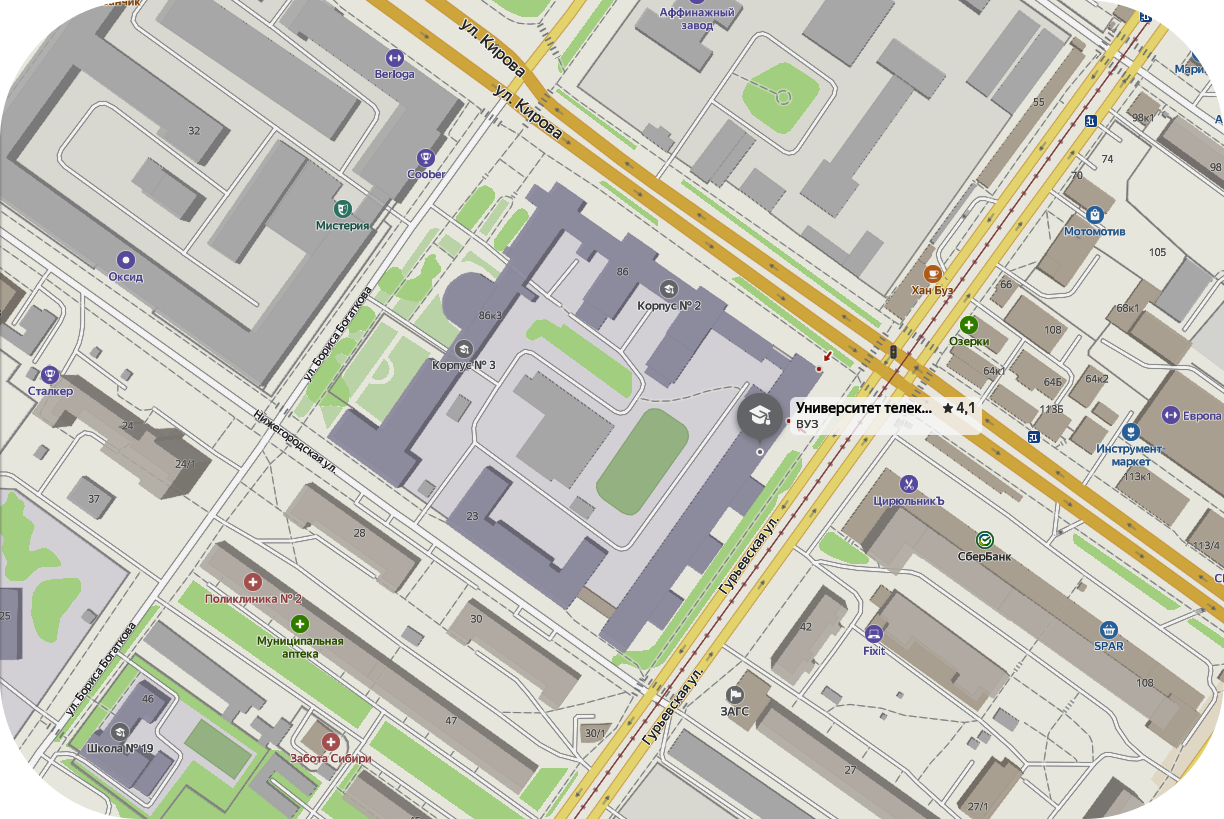 Аффинажный
завод
ул. Кирова
Berloga
ул. Кирова
Мари
55
98к1
32
98
74
Coober
70
Мистерия
Мотомотив
105
Оксид
86
Хан Буз
66
Корпус № 2
68к1
86к3
108
ул. Бориса Богаткова
Озерки
Корпус № 3
64к1
64Б
64к2
Сталкер
Университет телек... ★ 4,1
ВУЗ
113Б
Европа
24
Нижегородская ул.
Инструмент-
маркет
24/1
113к1
37
ЦирюльникЪ
23
28
СберБанк
113/4
Гурьевская ул.
Поликлиника № 2
25
30
Муниципальная
аптека
42
SPAR
Fixit
ул. Бориса Богаткова
108
46
Гурьевская ул.
ЗАГС
47
30/1
Школа № 19
Забота Сибири
27
27/1